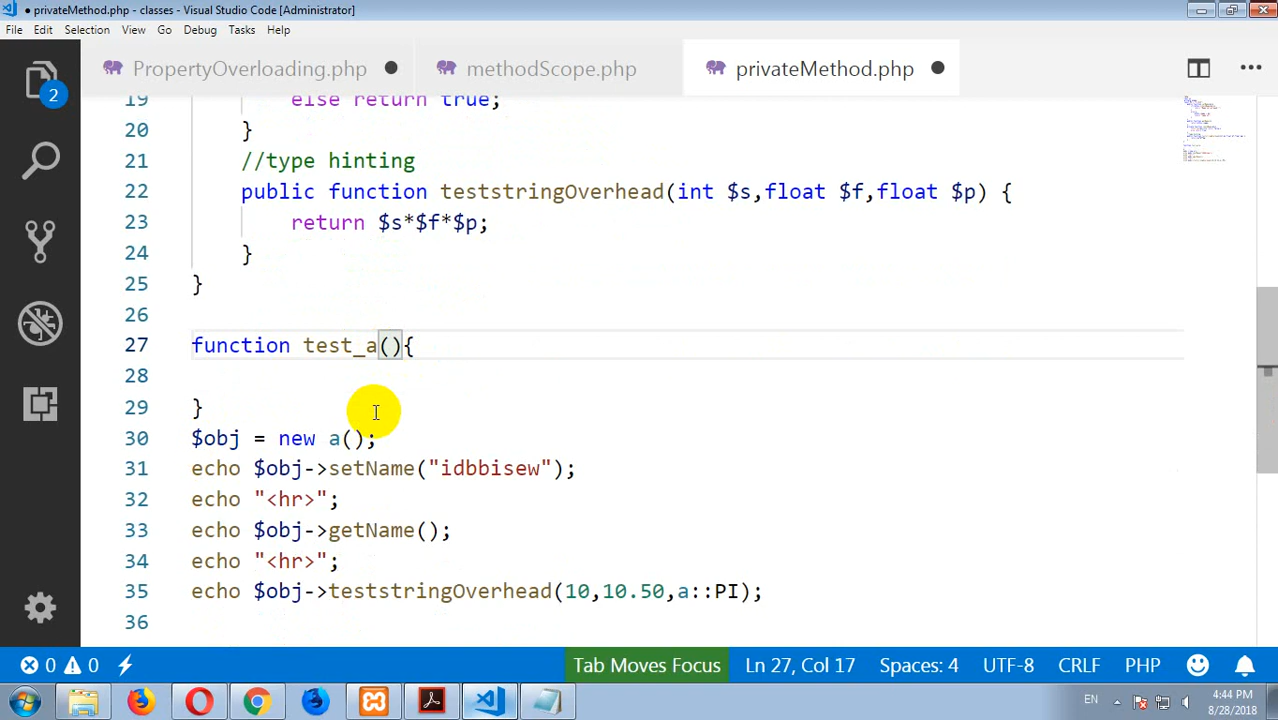 privateMethod.php - classes - Visual Studio Code [Administrator]
File Edit Selection View Go Debug Tasks Help
PropertyOverloading.php methodScope.php privateMethod.php
2
19 else return true;
20 }
21 //type hinting
22 public function teststringOverhead(int $s,float $f,float $p) {
23 return $s*$f*$p;
24 }
25 }
26
27 function test_a(){
28
29 }
30 $obj = new a();
31 echo $obj->setName("idbbisew");
32 echo "<hr>";
33 echo $obj->getName();
34 echo "<hr>";
35 echo $obj->teststringOverhead(10,10.50,a::PI);
36
0 0 Tab Moves Focus Ln 27, Col 17 Spaces: 4 UTF-8 CRLF PHP
EN 4:44 PM
8/28/2018